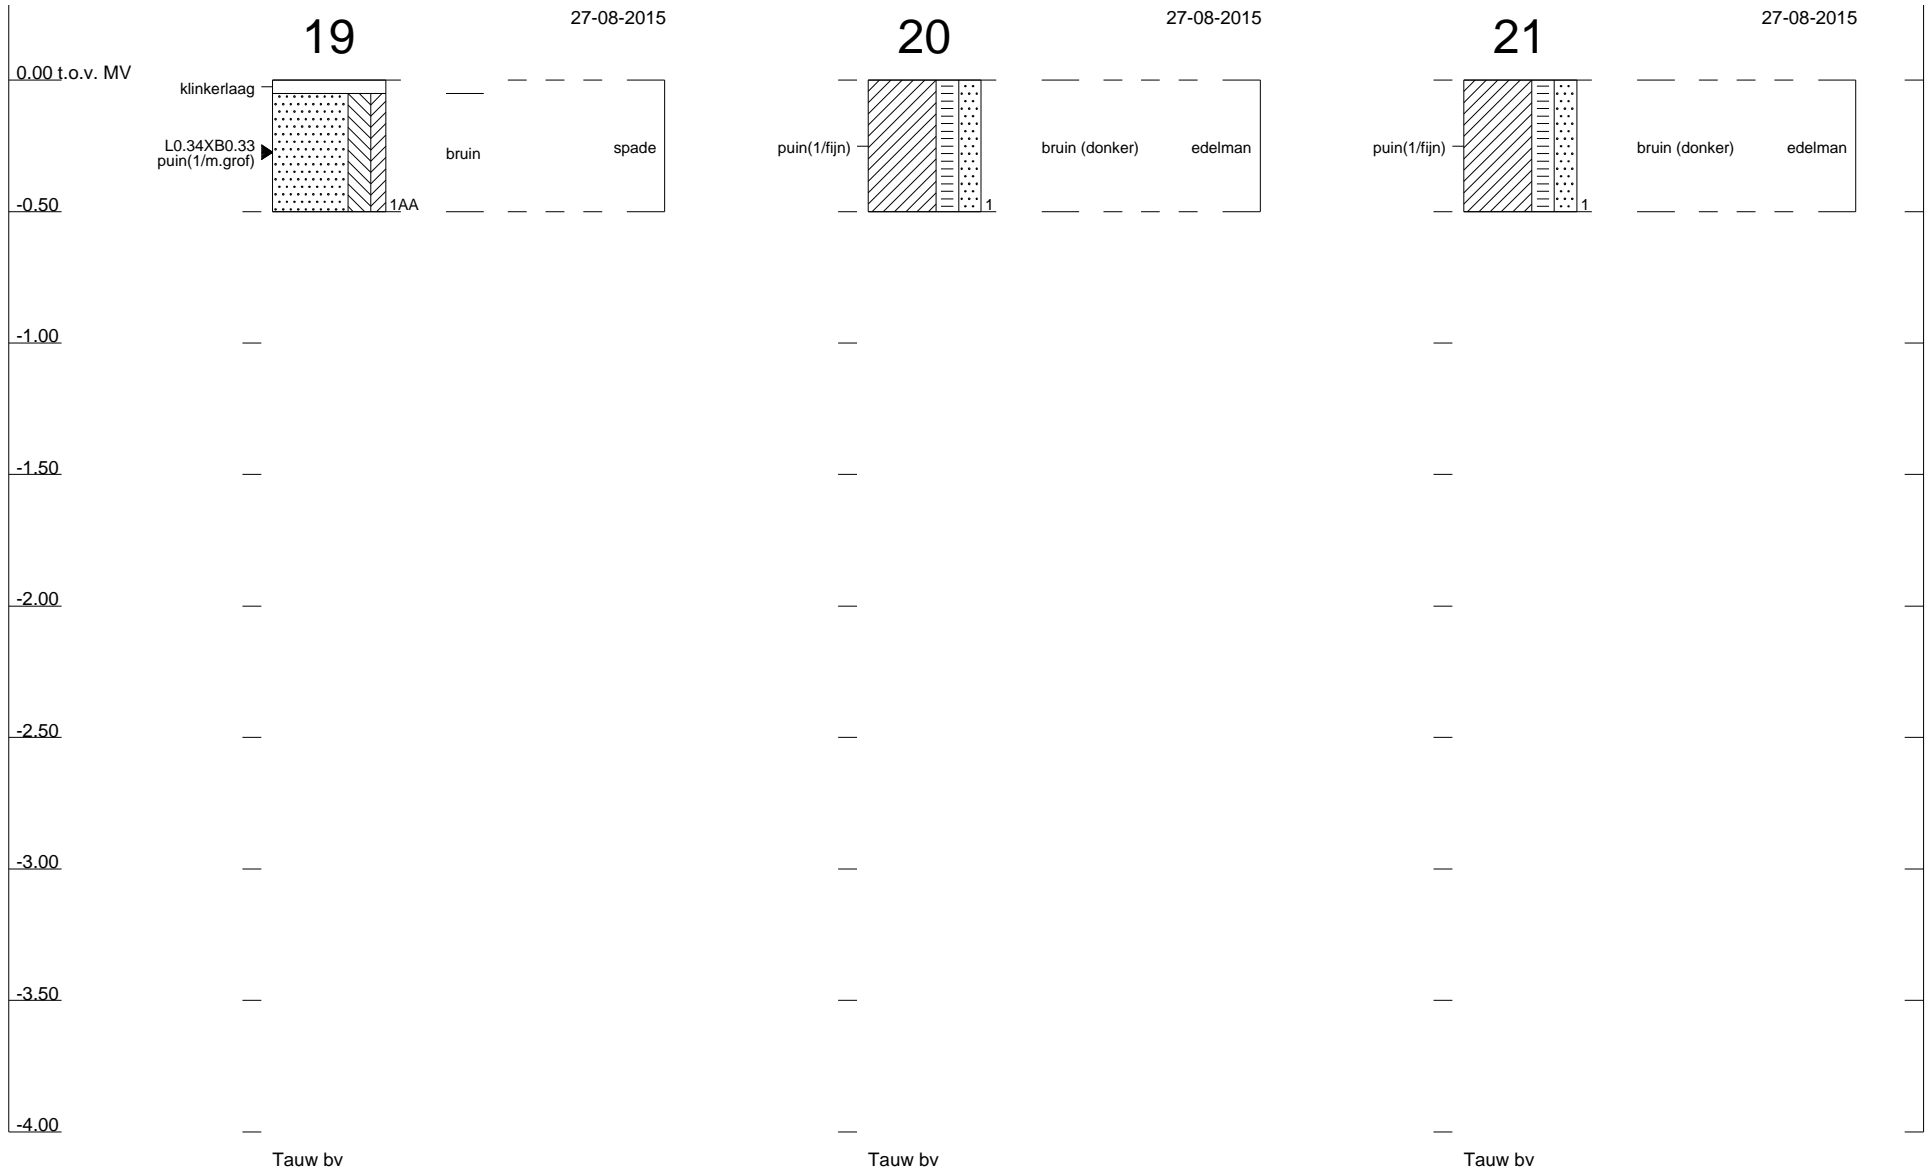 19
27-08-2015
20
27-08-2015
21
27-08-2015
0.00 t.o.v. MV
klinkerlaag
L0.34XB0.33
puin(1/m.grof)
bruin
spade
1AA
puin(1/fijn)
bruin (donker)
edelman
1
puin(1/fijn)
bruin (donker)
edelman
1
-0.50
-1.00
-1.50
-2.00
-2.50
-3.00
-3.50
-4.00
Tauw bv
Tauw bv
Tauw bv